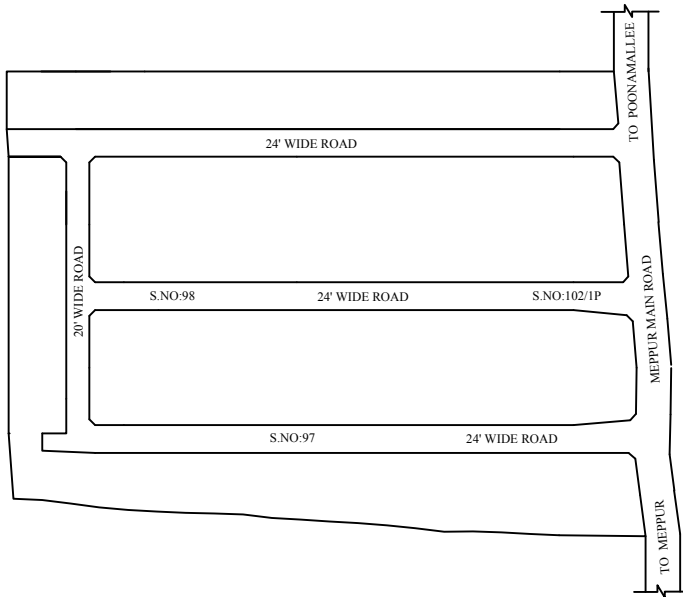 TO POONAMALLEE
24' WIDE ROAD
20' WIDE ROAD
S.NO:98
24' WIDE ROAD
S.NO:102/1P
MEPPUR MAIN ROAD
S.NO:97
24' WIDE ROAD
TO MEPPUR